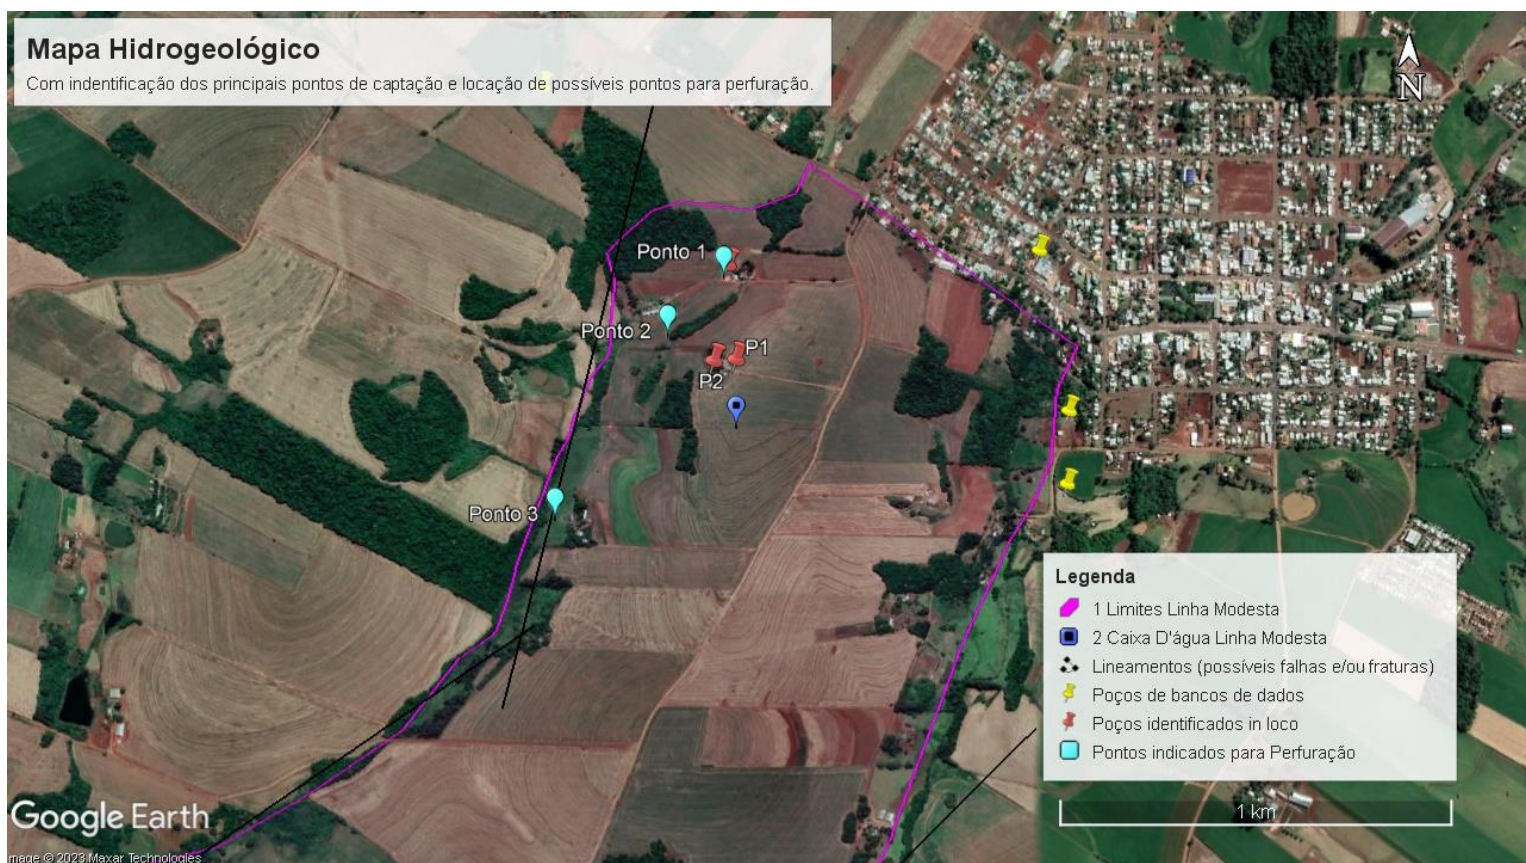 Mapa Hidrogeológico
Com indentificação dos principais pontos de captação e locação de possíveis pontos para perfuração.
N
Ponto 1
Ponto 2
P1
P2
Ponto 3
Legenda
1 Limites Linha Modesta
2 Caixa D'água Linha Modesta
Lineamentos (possíveis falhas e/ou fraturas)
Poços de bancos de dados
Poços identificados in loco
Pontos indicados para Perfuração
1 km
Google Earth
mage © 2023 Maxar Technologies